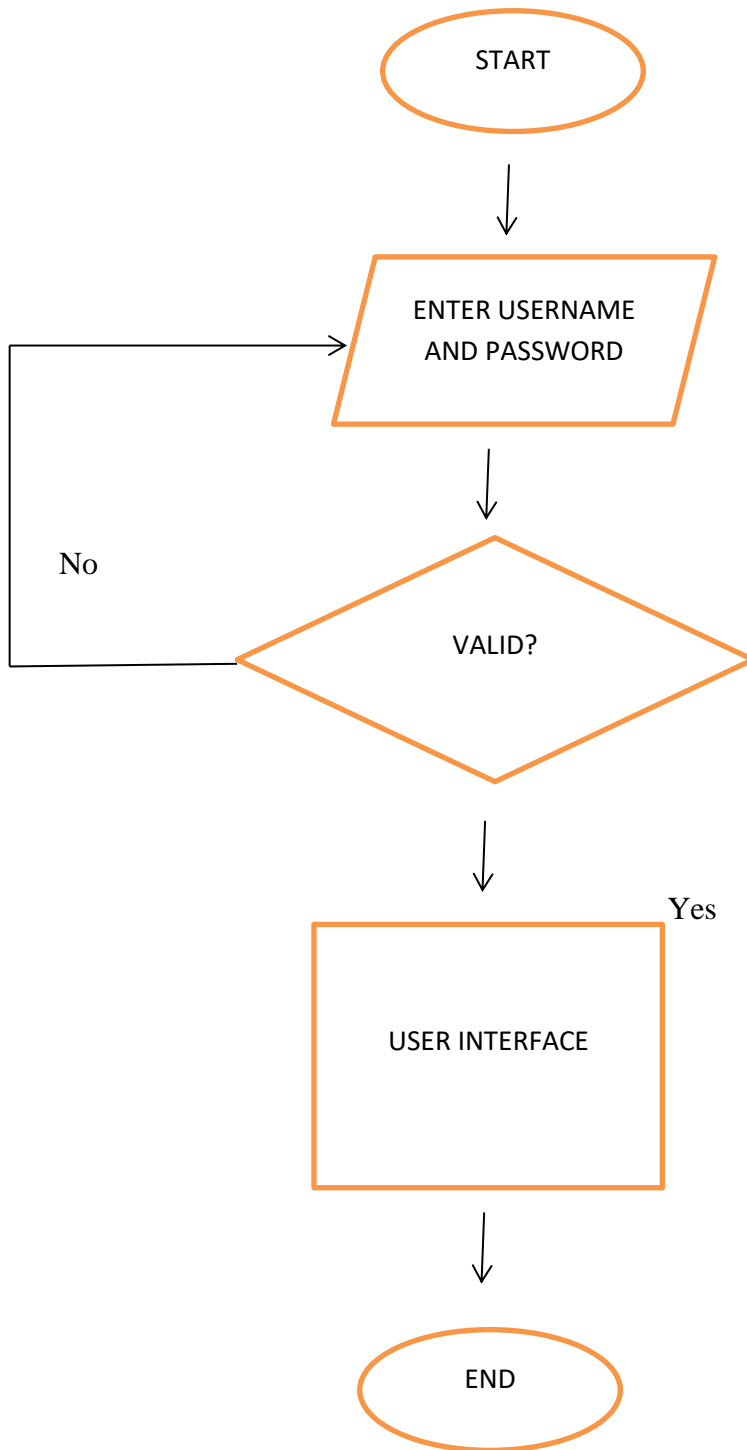 START
ENTER USERNAME
AND PASSWORD
No
VALID?
Yes
USER INTERFACE
END